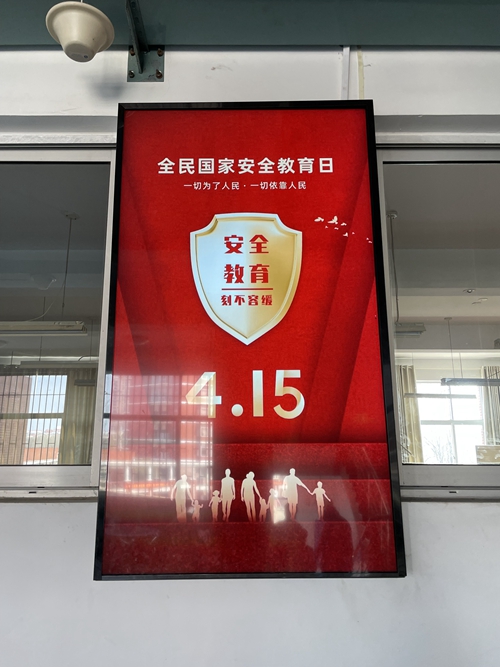 全民国家安全教育日
一切为了人民·一切依靠人民
安全
教育
刻不容缓
4.15